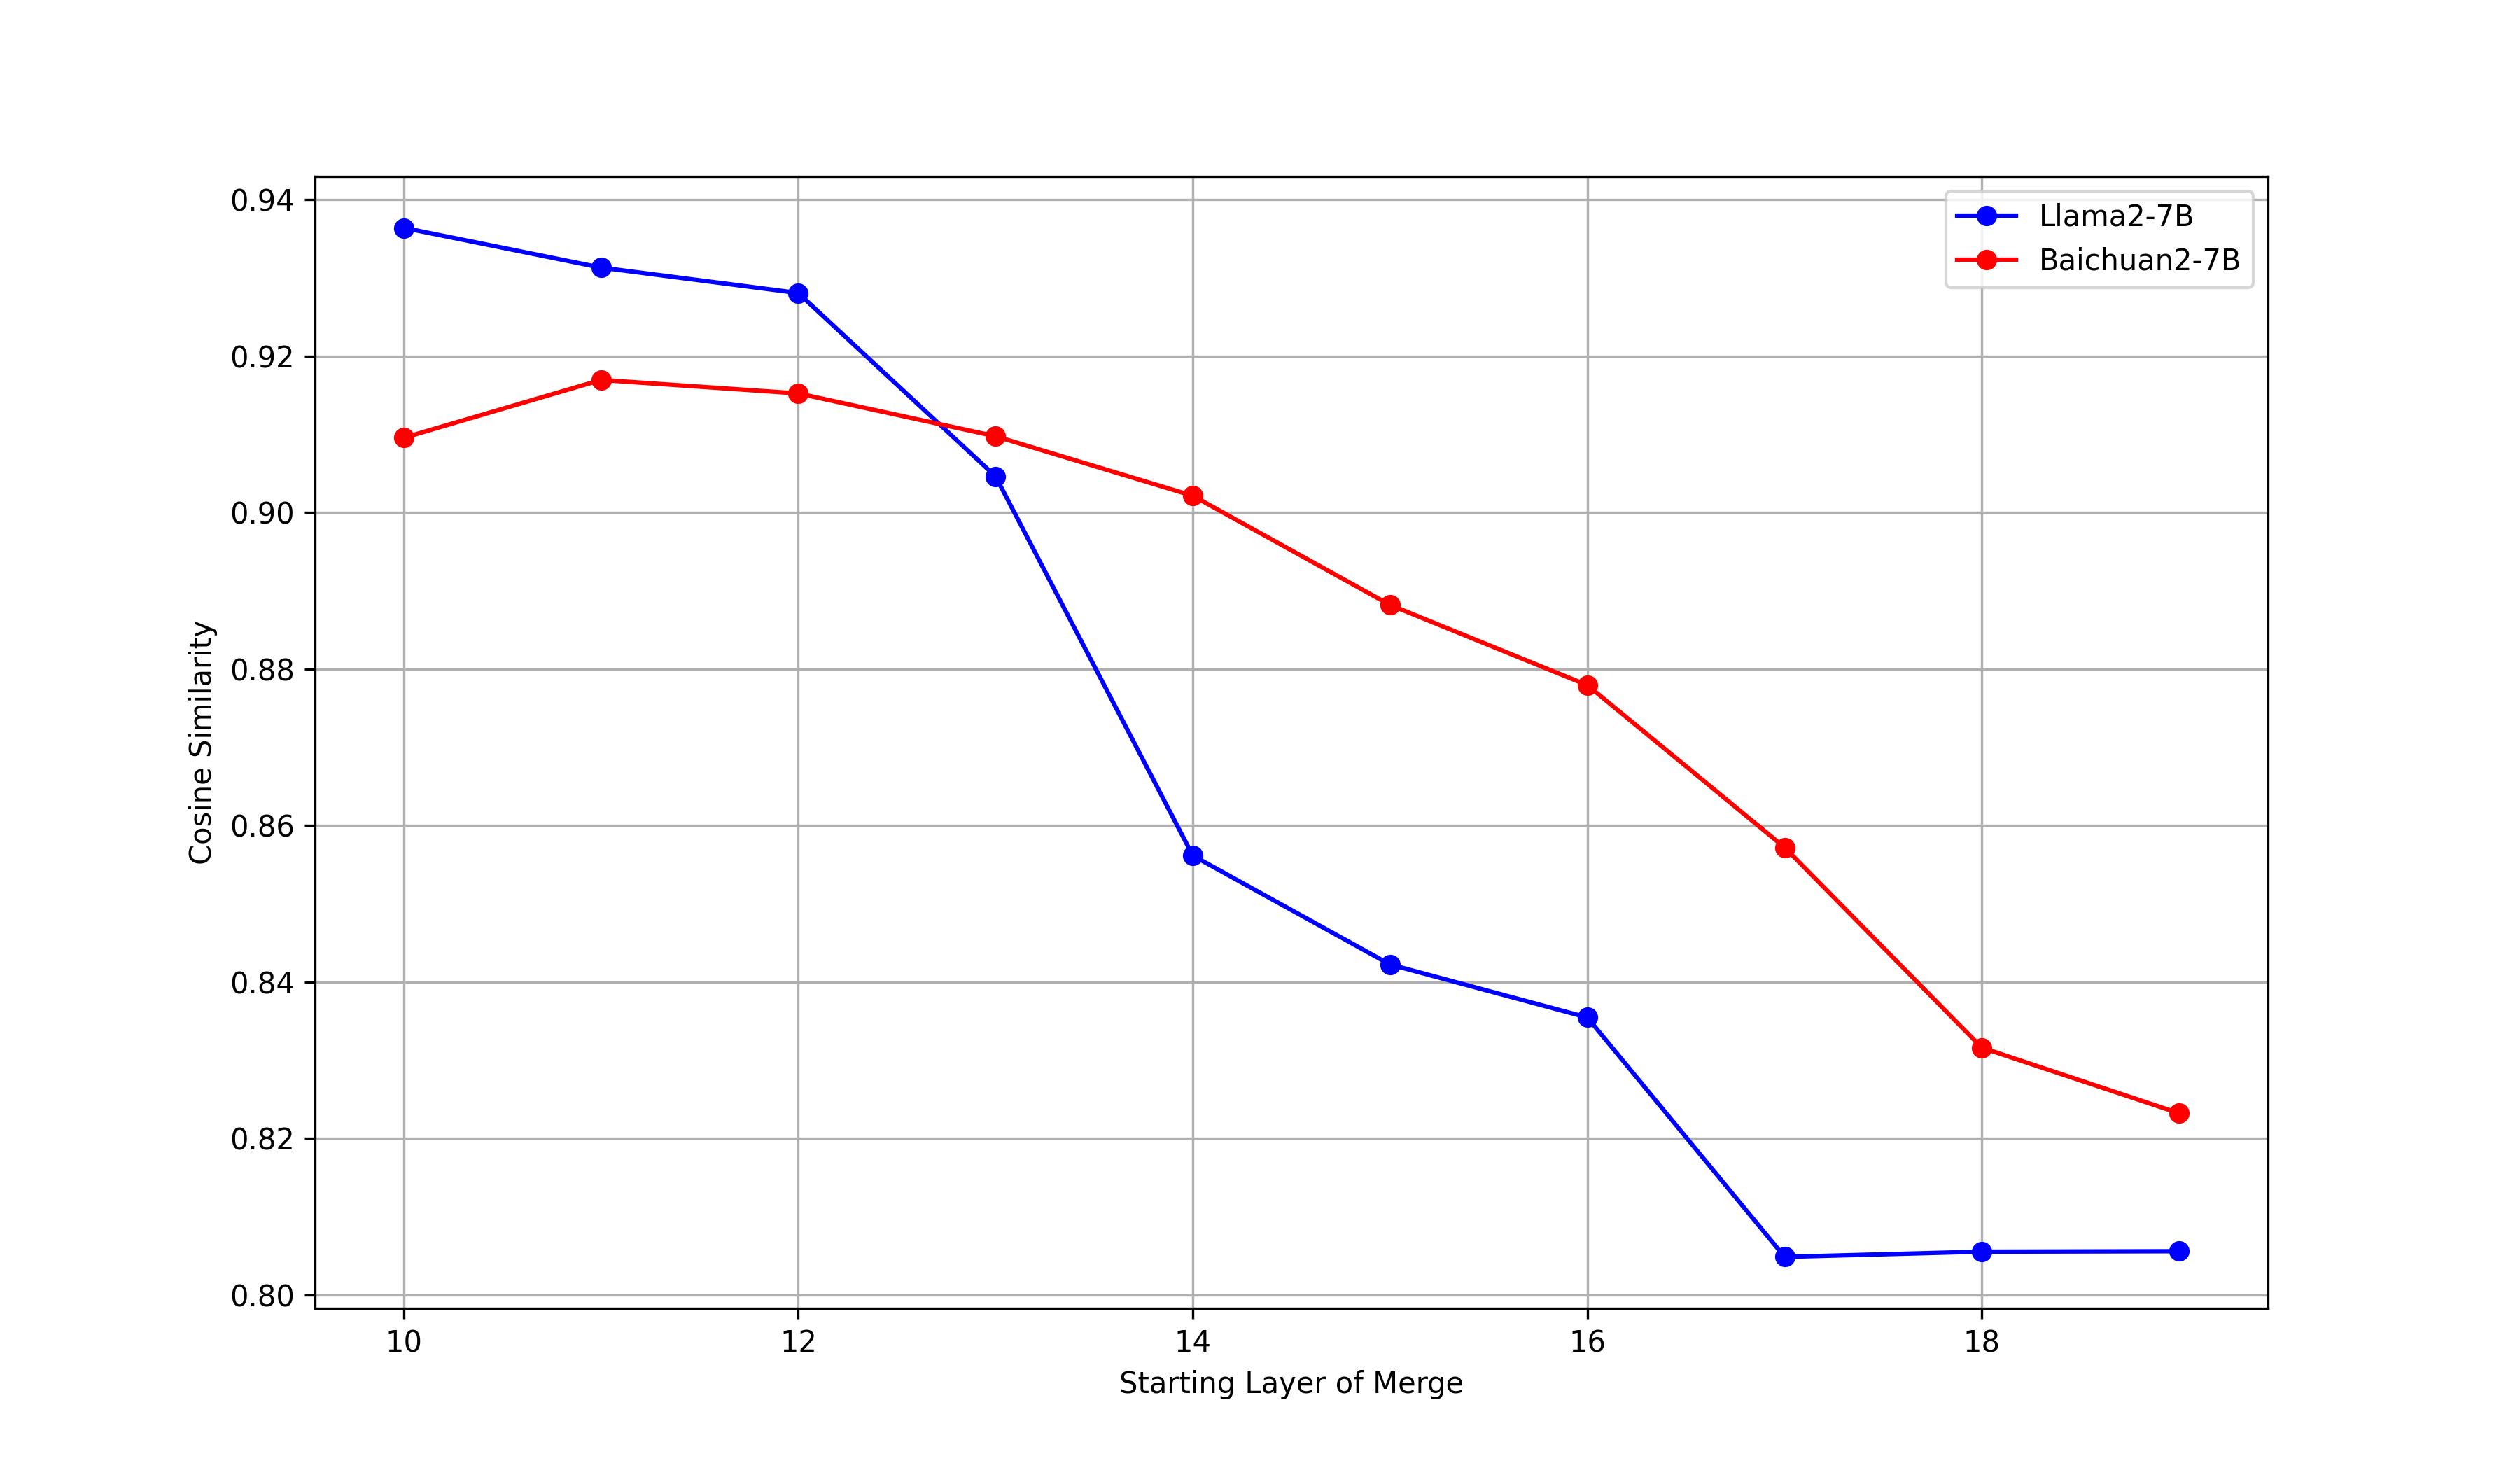 Llama2-7B
Baichuan2-7B
Cosine Similarity
0.94
0.92
0.90
0.88
0.86
0.84
0.82
0.80
10 12 14 16 18
Starting Layer of Merge